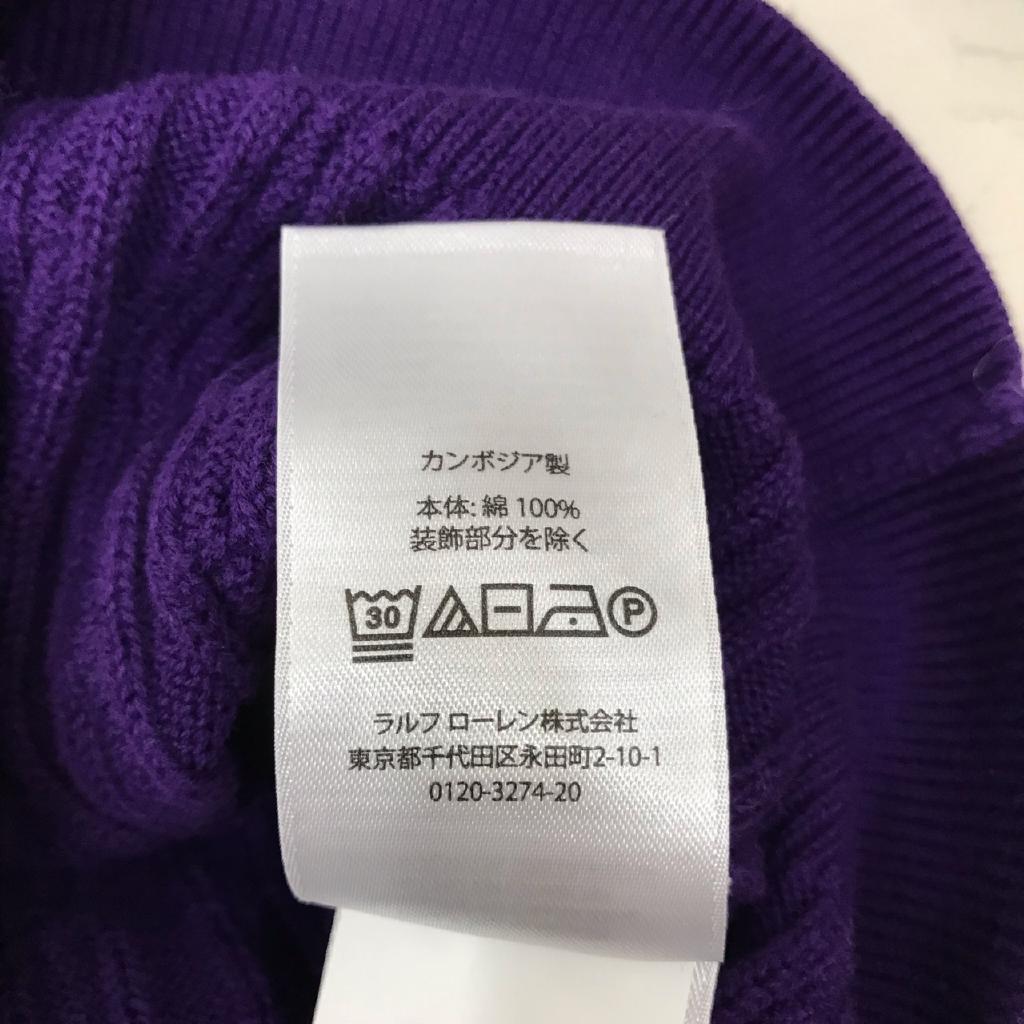 カンボジア製
本体: 綿 100%
装飾部分を除く
30 P
ラルフ ローレン株式会社
東京都千代田区永田町2-10-1
0120-3274-20